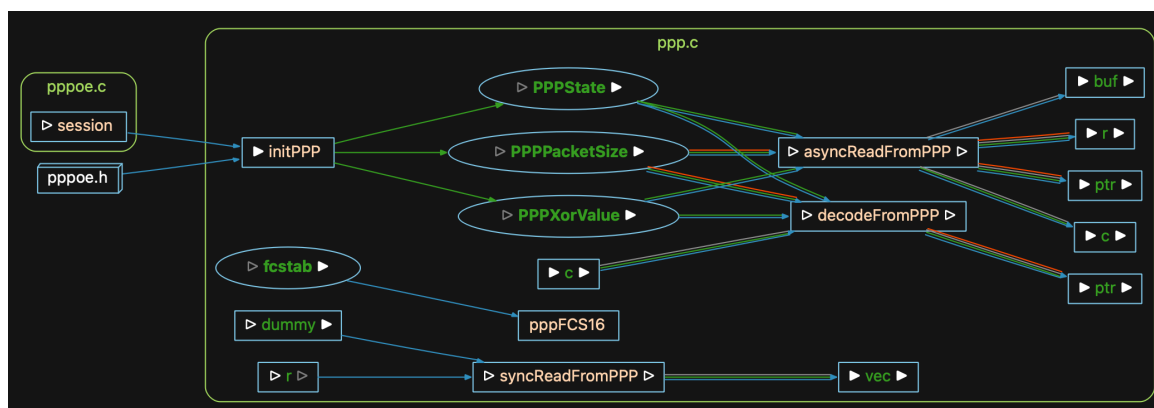 ppp.c
pppoe.c
session
pppoe.h
initPPP
PPPState
PPPPacketSize
PPPXorValue
asyncReadFromPPP
decodeFromPPP
buf
r
ptr
c
ptr
c
fcstab
pppFCS16
dummy
r
syncReadFromPPP
vec